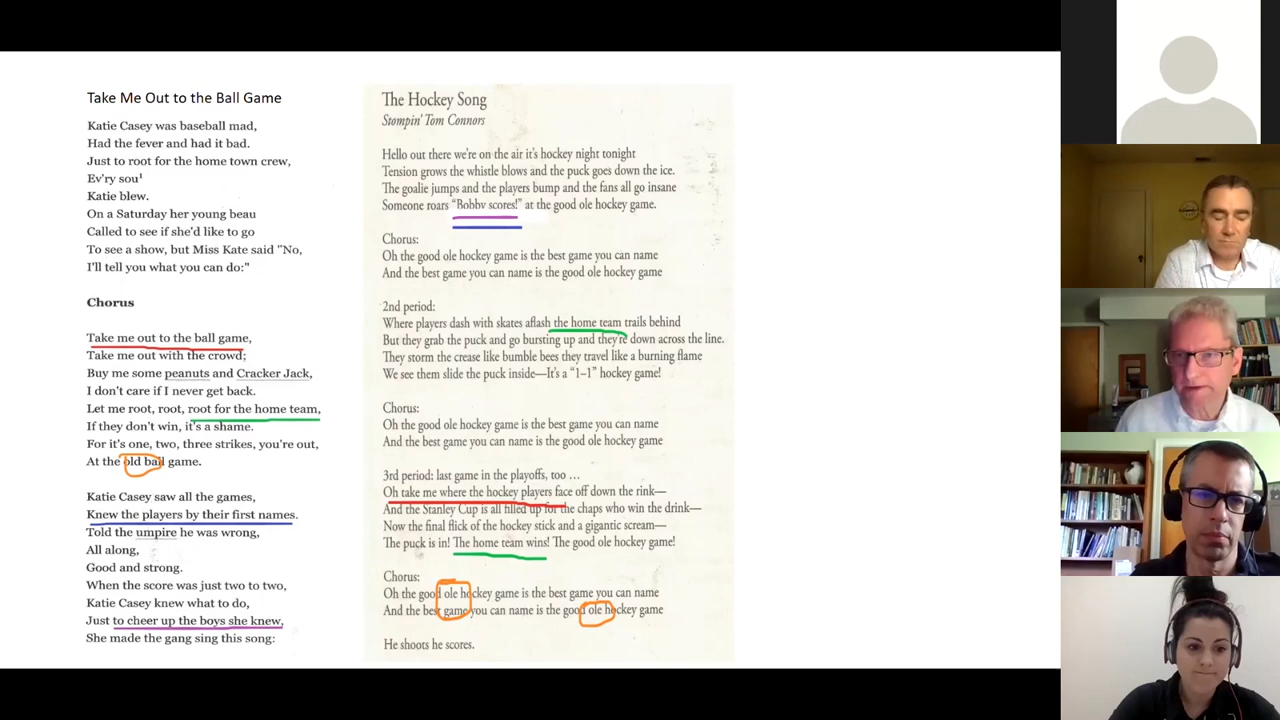 Take Me Out to the Ball Game
Katie Casey was baseball mad,
Had the fever and had it bad.
Just to root for the home town crew,
Ev'ry sou¹
Katie blew.
On a Saturday her young beau
Called to see if she'd like to go
To see a show, but Miss Kate said "No,
I'll tell you what you can do:"
Chorus
Take me out to the ball game,
Take me out with the crowd;
Buy me some peanuts and Cracker Jack,
I don't care if I never get back.
Let me root, root, root for the home team,
If they don't win, it's a shame.
For it's one, two, three strikes, you're out,
At the old ball game.
Katie Casey saw all the games,
Knew the players by their first names.
Told the umpire he was wrong,
All along,
Good and strong.
When the score was just two to two,
Katie Casey knew what to do,
Just to cheer up the boys she knew,
She made the gang sing this song:
The Hockey Song
Stompin' Tom Connors
Hello out there we're on the air it's hockey night tonight
Tension grows the whistle blows and the puck goes down the ice.
The goalie jumps and the players bump and the fans all go insane
Someone roars "Bobby scores!" at the good ole hockey game.
Chorus:
Oh the good ole hockey game is the best game you can name
And the best game you can name is the good ole hockey game
2nd period:
Where players dash with skates aflash the home team trails behind
But they grab the puck and go bursting up and they're down across the line.
They storm the crease like bumble bees they travel like a burning flame
We see them slide the puck inside—It's a "1–1" hockey game!
Chorus:
Oh the good ole hockey game is the best game you can name
And the best game you can name is the good ole hockey game
3rd period: last game in the playoffs, too ...
Oh take me where the hockey players face off down the rink—
And the Stanley Cup is all filled up for the chaps who win the drink—
Now the final flick of the hockey stick and a gigantic scream—
The puck is in! The home team wins! The good ole hockey game!
Chorus:
Oh the good ole hockey game is the best game you can name
And the best game you can name is the good ole hockey game
He shoots he scores.